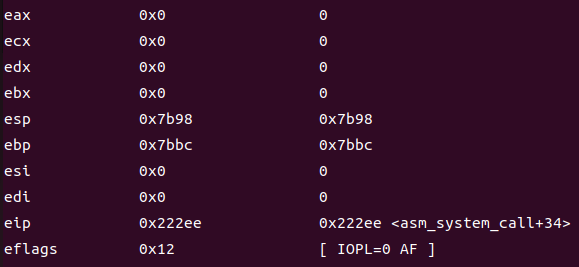 eax 0x0 0
ecx 0x0 0
edx 0x0 0
ebx 0x0 0
esp 0x7b98 0x7b98
ebp 0x7bbc 0x7bbc
esi 0x0 0
edi 0x0 0
eip 0x222ee 0x222ee <asm_system_call+34>
eflags 0x12 [ IOPL=0 AF ]